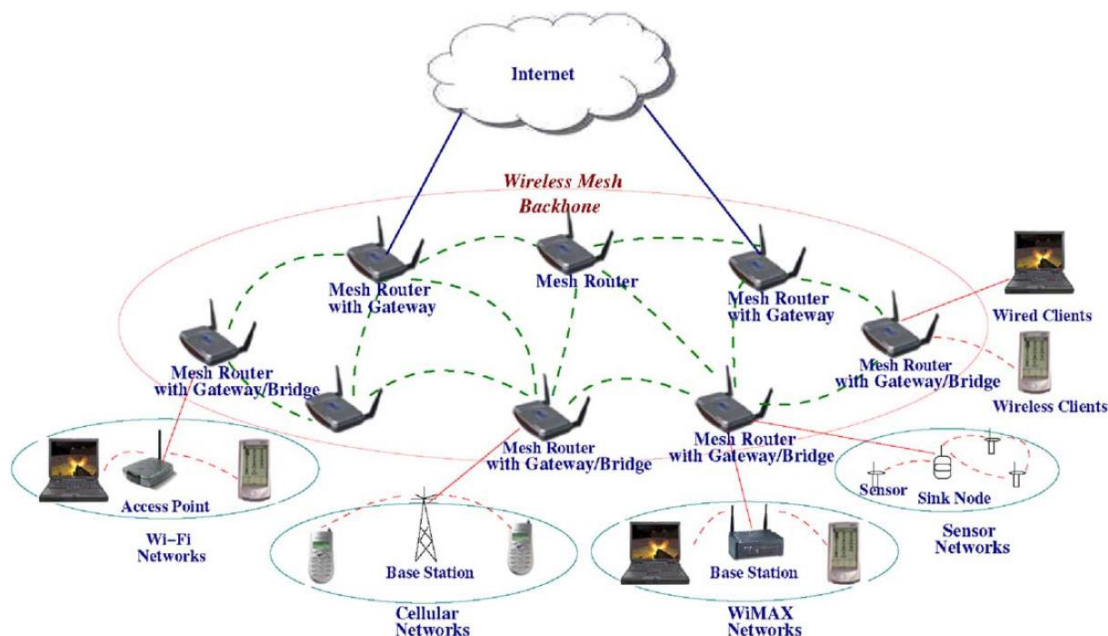 Internet
Wireless Mesh
Backbone
Mesh Router
with Gateway
Mesh Router
Mesh Router
with Gateway
Wired Clients
Mesh Router
with Gateway/Bridge
Mesh Router
with Gateway/Bridge
Wireless Clients
Mesh Router
with Gateway/Bridge
Mesh Router
with Gateway/Bridge
Access Point
Wi-Fi
Networks
Base Station
Cellular
Networks
Base Station
WiMAX
Networks
Sensor
Sink Node
Sensor
Networks